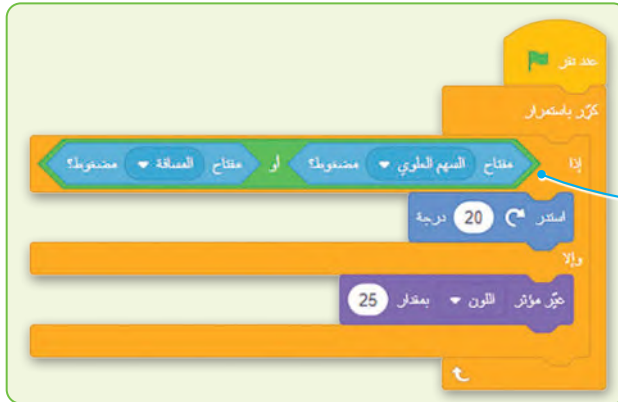 عند نقر
كرّر باستمرار
إذا مفتاح السهم العلوي مضغوط؟ أو مفتاح المسافة مضغوط؟
استدر 20 درجة
وإلا
غيّر مؤثر اللون بمقدار 25